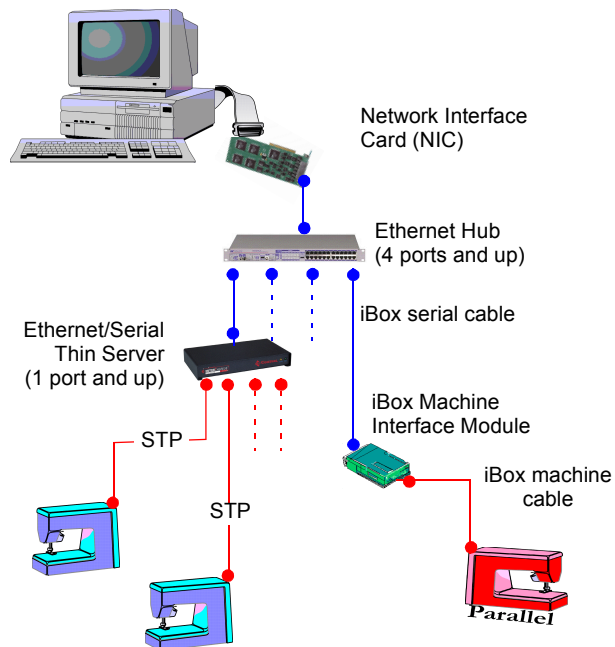 Network Interface
Card (NIC)
Ethernet Hub
(4 ports and up)
iBox serial cable
Ethernet/Serial
Thin Server
(1 port and up)
iBox Machine
Interface Module
STP
iBox machine
cable
STP
Parallel